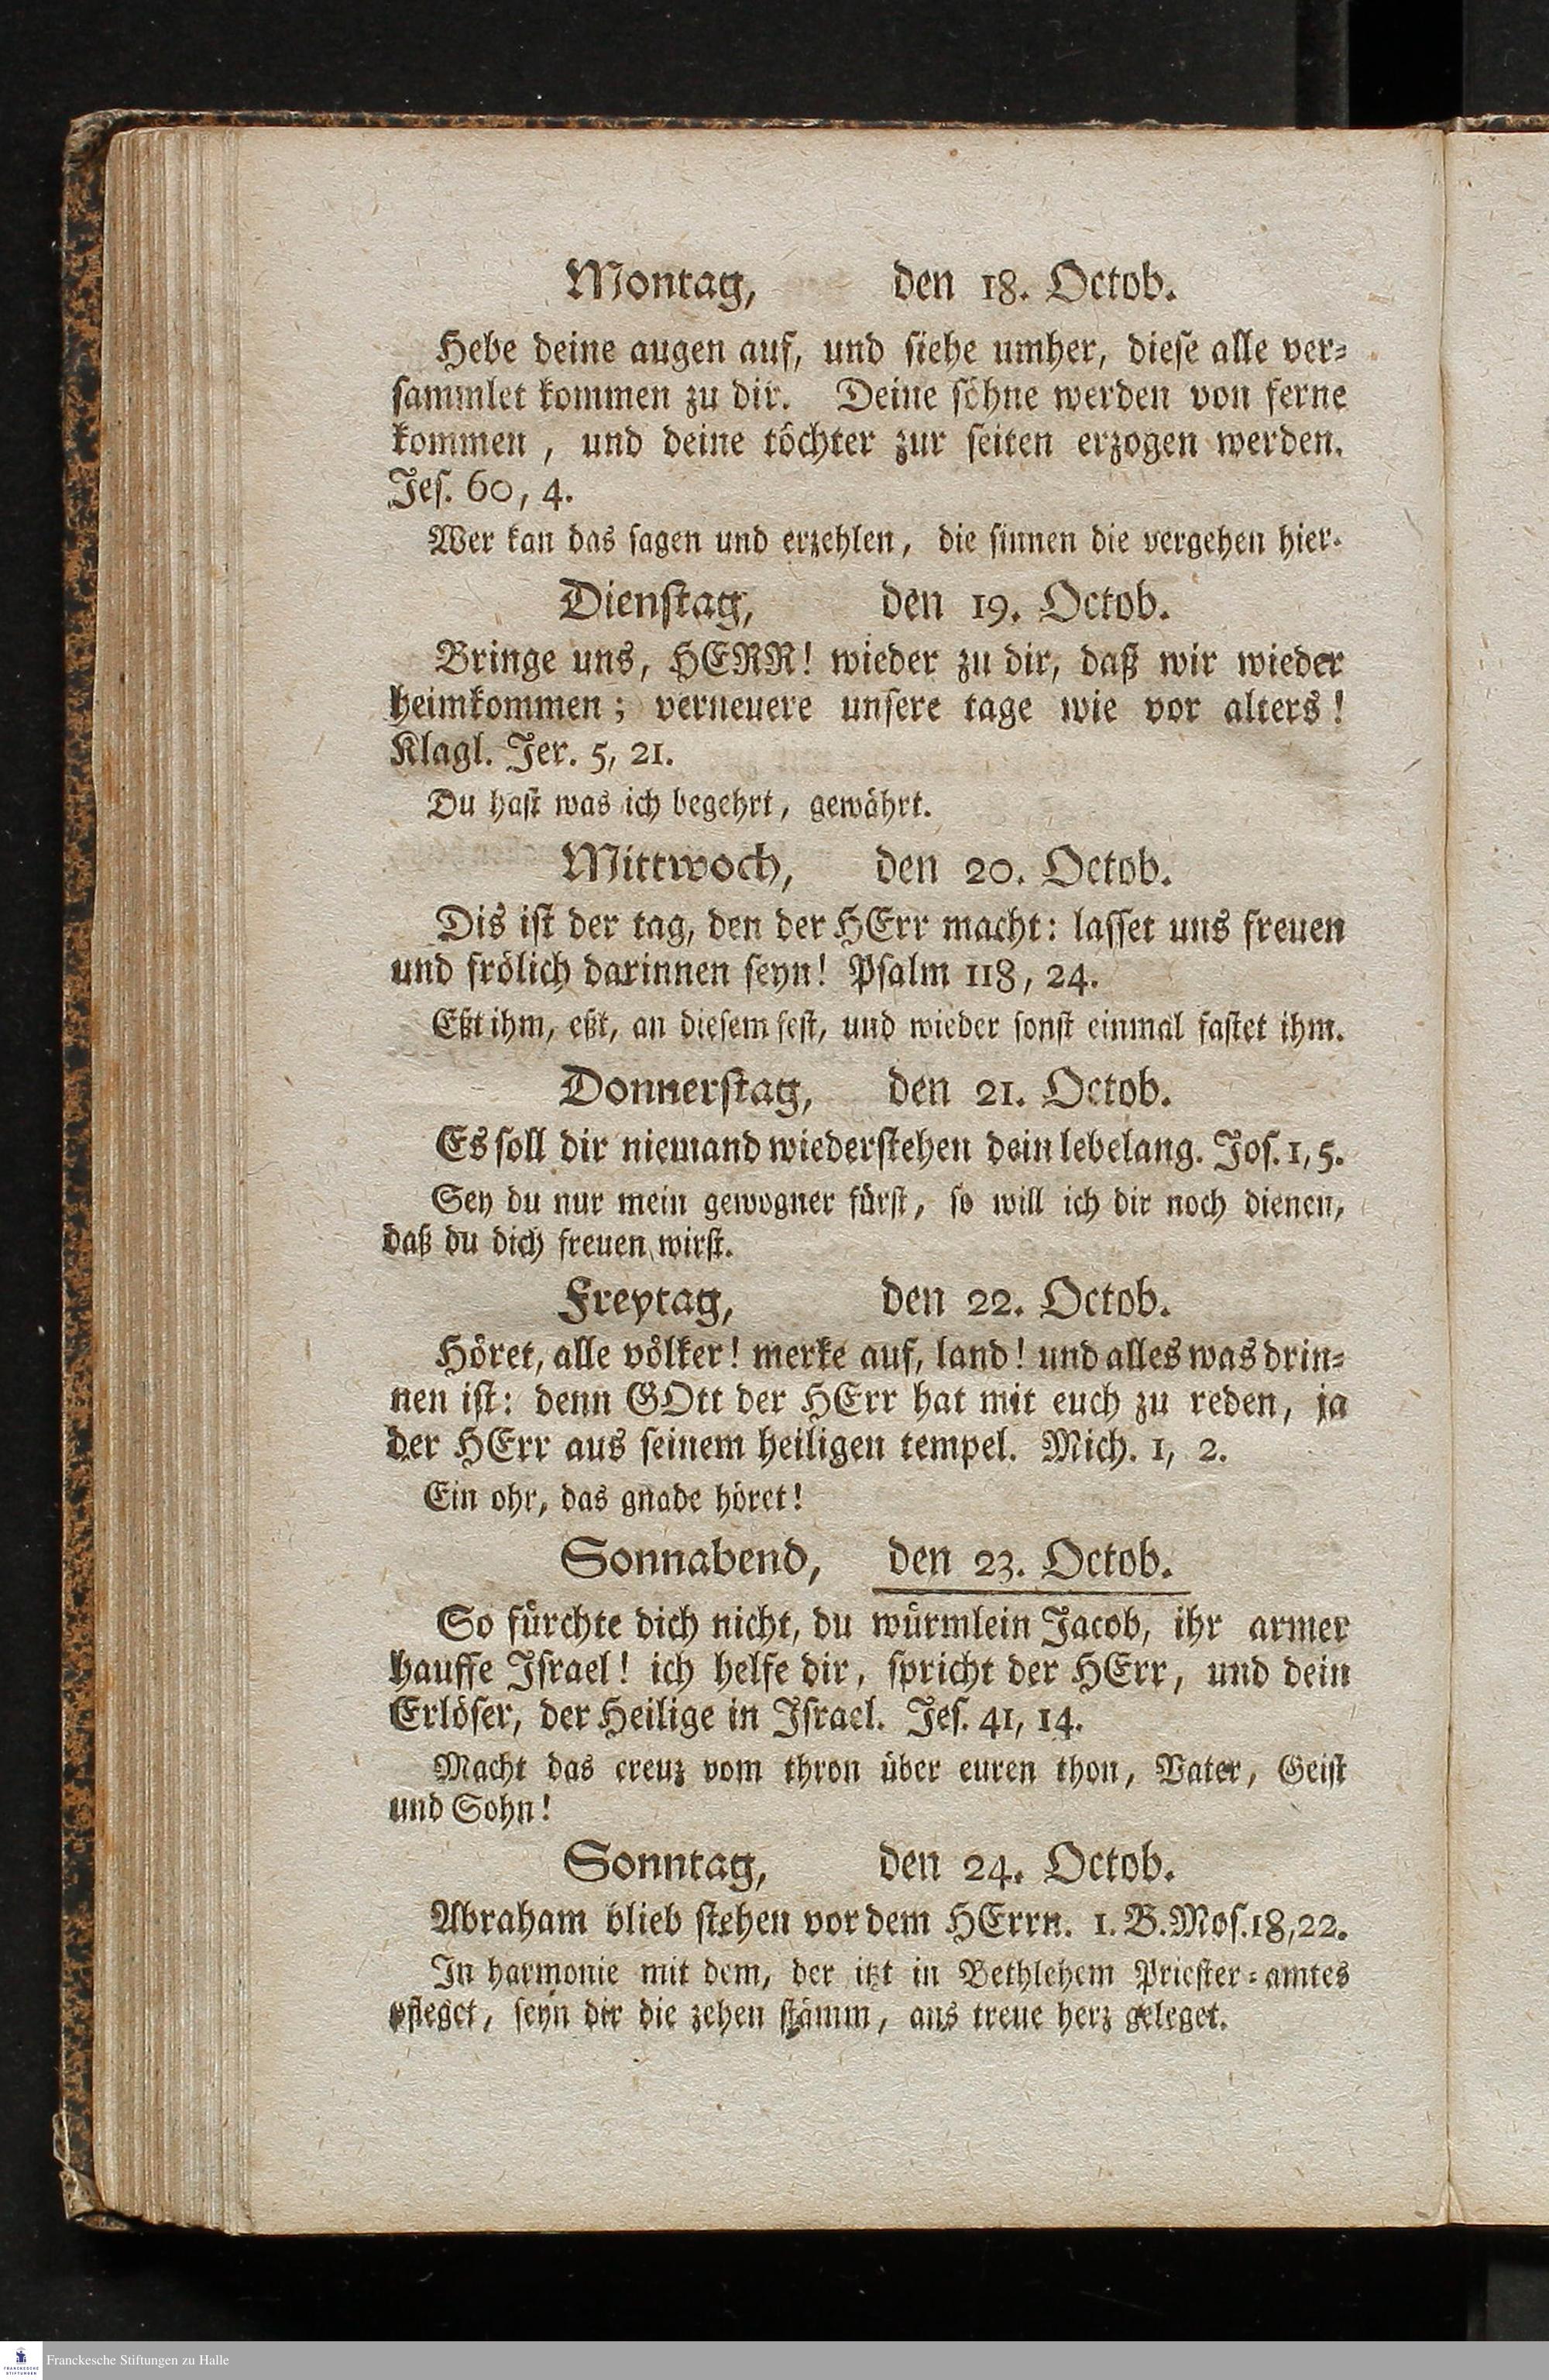 Montag, den 18. Octob.
Hebe deine augen auf, und siehe umher, diese alle ver=
sammlet kommen zu dir. Deine söhne werden von ferne
kommen, und deine töchter zur seiten erzogen werden.
Jes. 60, 4.
Wer kan das sagen und erzehlen, die sinnen die vergehen hier.
Dienstag, den 19. Octob.
Bringe uns, HERR! wieder zu dir, daß wir wieder
heimkommen; verneuere unsere tage wie vor alters!
Klagl. Jer. 5, 21.
Du hast was ich begehrt, gewährt.
Mittwoch, den 20. Octob.
Dis ist der tag, den der HErr macht: lasset uns freuen
und frölich darinnen seyn! Psalm 118, 24.
Eßt ihm, eßt, an diesem fest, und wieder sonst einmal fastet ihm.
Donnerstag, den 21. Octob.
Es soll dir niemand wiederstehen dein lebelang. Jos. 1, 5.
Sey du nur mein gewogner fürst, so will ich dir noch dienen,
daß du dich freuen wirst.
Freytag, den 22. Octob.
Höret, alle völker! merke auf, land! und alles was drin=
nen ist: denn GOtt der HErr hat mit euch zu reden, ja
der HErr aus seinem heiligen tempel. Mich. 1, 2.
Ein ohr, das gnade höret!
Sonnabend, den 23. Octob.
So fürchte dich nicht, du würmlein Jacob, ihr armer
hauffe Israel! ich helfe dir, spricht der HErr, und dein
Erlöser, der Heilige in Israel. Jes. 41, 14.
Macht das creuz vom thron über euren thon, Vater, Geist
und Sohn!
Sonntag, den 24. Octob.
Abraham blieb stehen vor dem HErrn. 1. B. Mos. 18, 22.
In harmonie mit dem, der itzt in Bethlehem Priester=amtes
pfleget, seyn dir die zehen stämm, ans treue herz geleget.
FRANCKESCHE
STIFTUNGEN
Franckesche Stiftungen zu Halle